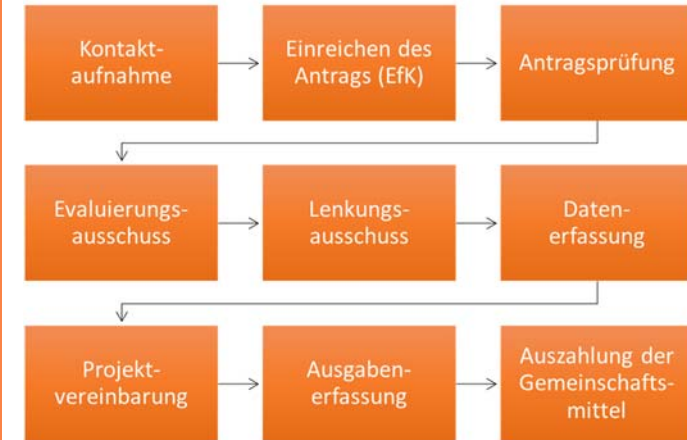 Kontakt-
aufnahme
Einreichen des
Antrags (EfK)
Antragsprüfung
Evaluierungs-
ausschuss
Lenkungs-
ausschuss
Daten-
erfassung
Projekt-
vereinbarung
Ausgaben-
erfassung
Auszahlung der
Gemeinschafts-
mittel